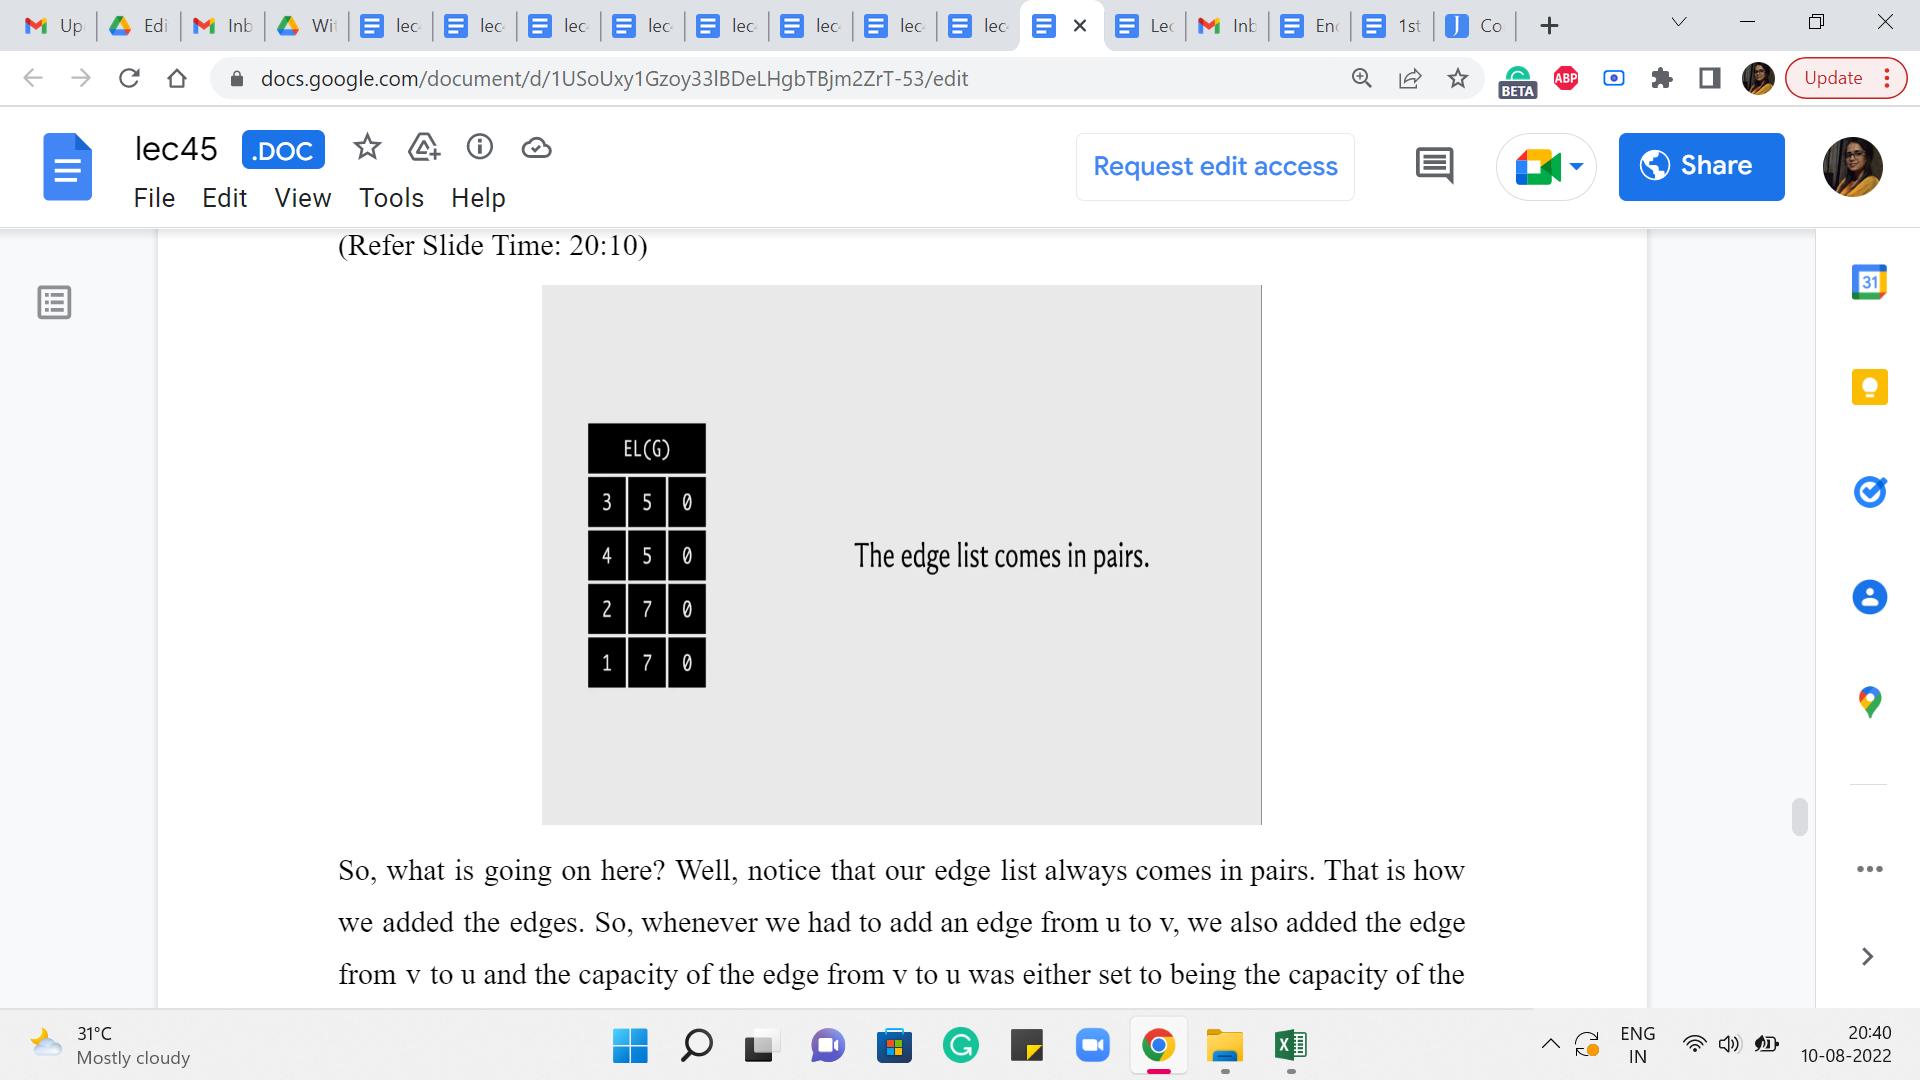 Up
Edi
Inb
Wi
lec
lec
lec
lec
lec
lec
lec
lec
Lec
Inb
Enc
1st
Co
docs.google.com/document/d/1USoUxy1Gzoy33lBDeLHgbTBjm2ZrT-53/edit
BETA
ABP
Update
lec45 .DOC
File Edit View Tools Help
Request edit access
Share
31
(Refer Slide Time: 20:10)
EL(G)
3 5 0
4 5 0
2 7 0
1 7 0
The edge list comes in pairs.
So, what is going on here? Well, notice that our edge list always comes in pairs. That is how
we added the edges. So, whenever we had to add an edge from u to v, we also added the edge
from v to u and the capacity of the edge from v to u was either set to being the capacity of the
31°C
Mostly cloudy
ENG
IN
20:40
10-08-2022